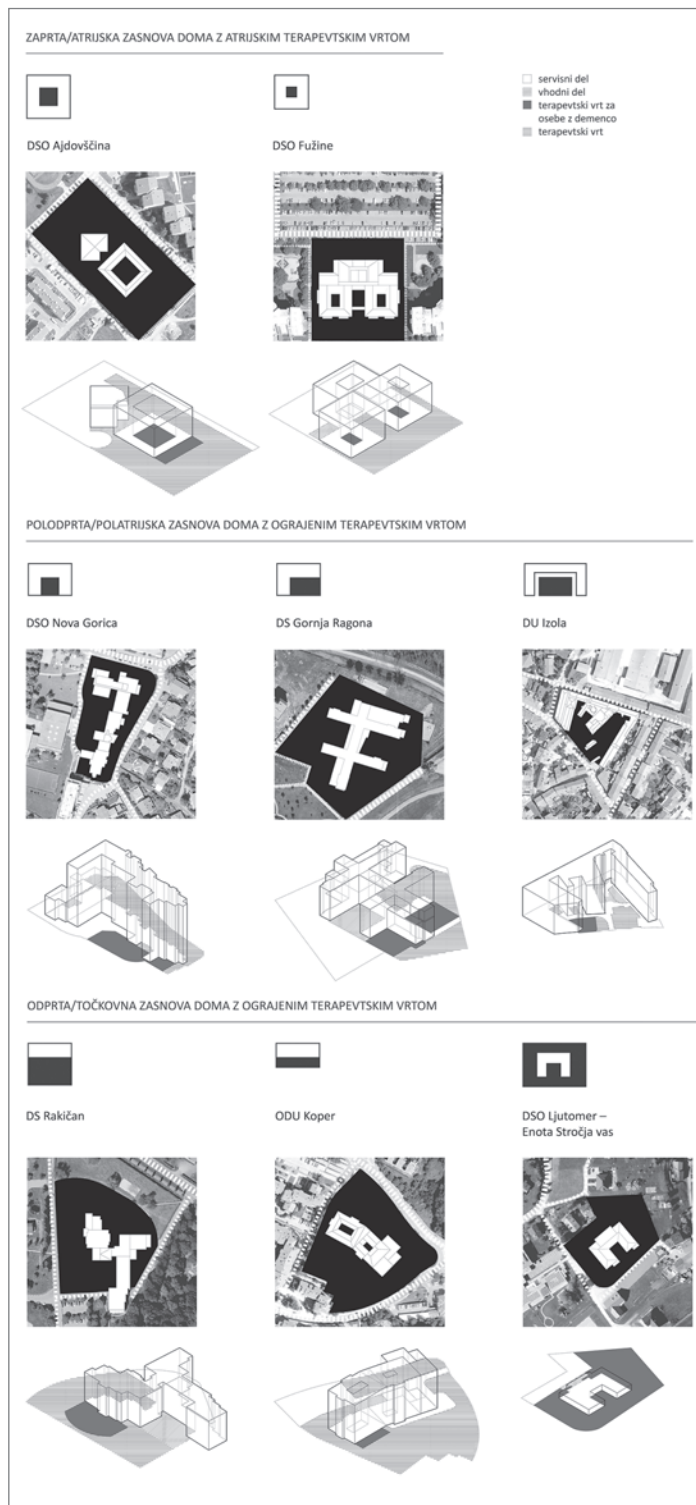 ZAPRTA/ATRIJSKA ZASNOVA DOMA Z ATRIJSKIM TERAPEVTSKIM VRTOM
servisni del
vhodni del
terapevtski vrt za
osebe z demenco
terapevtski vrt
DSO Ajdovščina
DSO Fužine
POLODPRTA/POLATRIJSKA ZASNOVA DOMA Z OGRAJENIM TERAPEVTSKIM VRTOM
DSO Nova Gorica
DS Gornja Ragona
DU Izola
ODPRTA/TOČKOVNA ZASNOVA DOMA Z OGRAJENIM TERAPEVTSKIM VRTOM
DS Rakičan
ODU Koper
DSO Ljutomer –
Enota Stročja vas